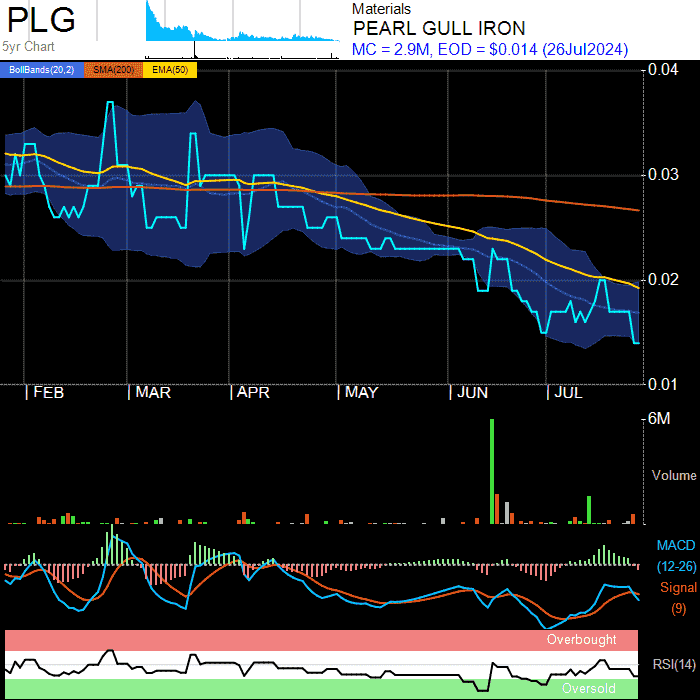 PLG
5yr Chart
Materials
PEARL GULL IRON
MC = 2.9M, EOD = $0.014 (26Jul2024)
BollBands(20,2) SMA(200) EMA(50)
0.04
0.03
0.02
0.01
FEB MAR APR MAY JUN JUL
6M
Volume
MACD
(12-26)
Signal
(9)
Overbought
RSI(14)
Oversold